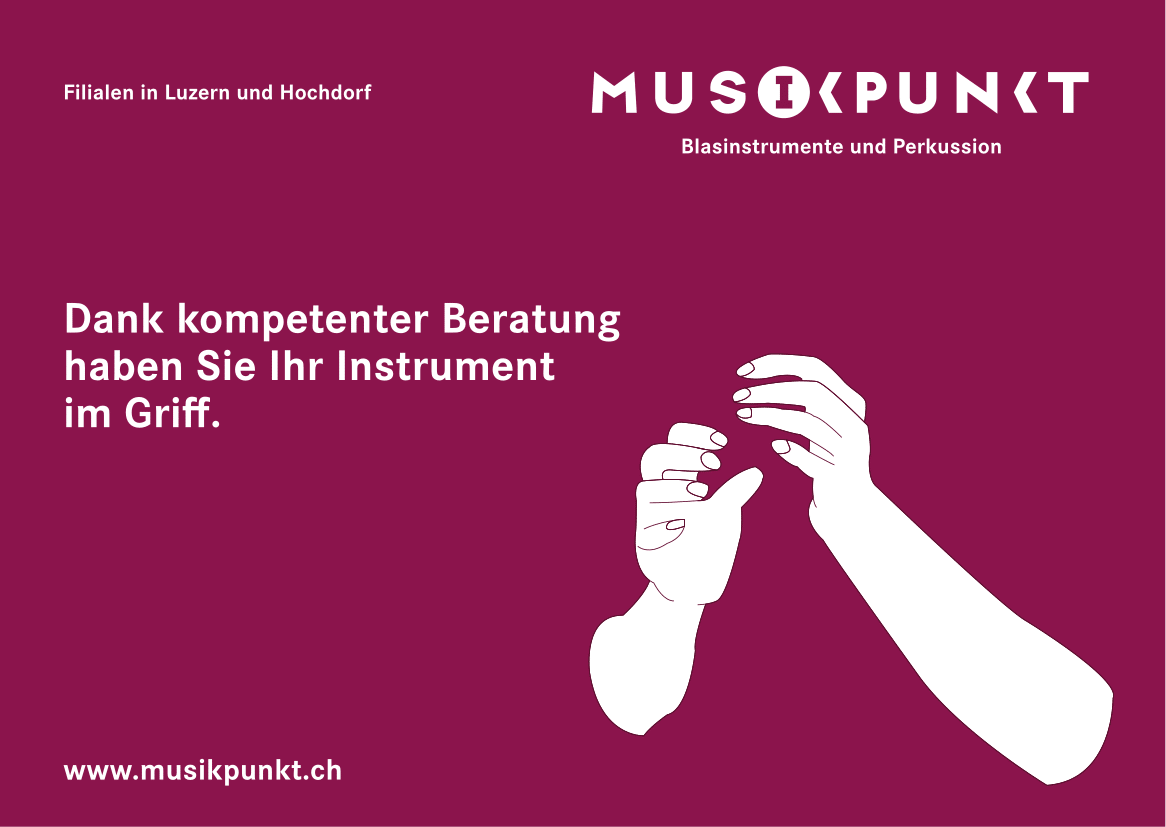 Filialen in Luzern und Hochdorf
MUSIKPUNKT
Blasinstrumente und Perkussion
Dank kompetenter Beratung
haben Sie Ihr Instrument
im Griff.
www.musikpunkt.ch